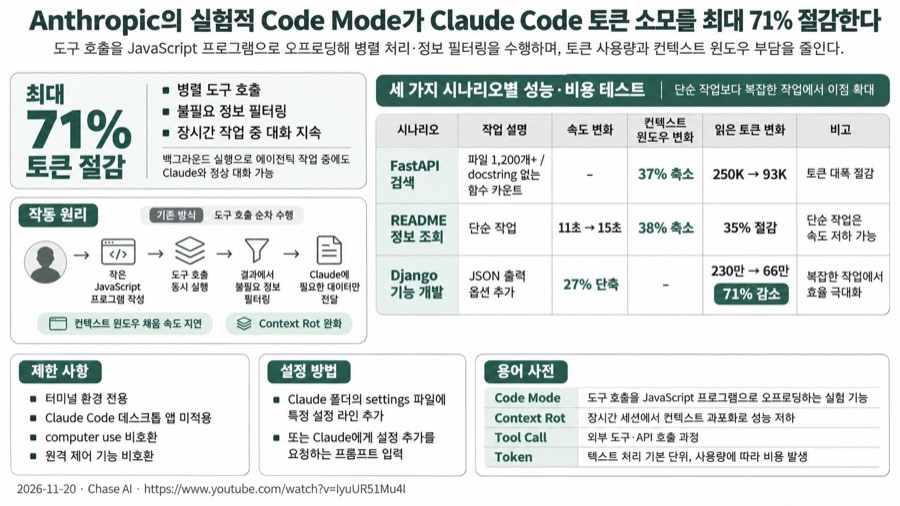 Anthropic의 실험적 Code Mode가 Claude Code 토큰 소모를 최대 71% 절감한다
도구 호출을 JavaScript 프로그램으로 오프로딩해 병렬 처리·정보 필터링을 수행하며, 토큰 사용량과 컨텍스트 윈도우 부담을 줄인다.
최대
71%
토큰 절감
병렬 도구 호출
불필요 정보 필터링
장시간 작업 중 대화 지속
백그라운드 실행으로 에이전틱 작업 중에도
Claude와 정상 대화 가능
작동 원리
기존 방식 도구 호출 순차 수행
작은
JavaScript
프로그램 작성
도구 호출
동시 실행
결과에서
불필요 정보
필터링
Claude에
필요한 데이터만
전달
컨텍스트 윈도우 채움 속도 지연
Context Rot 완화
세 가지 시나리오별 성능·비용 테스트
단순 작업보다 복잡한 작업에서 이점 확대
시나리오 작업 설명 속도 변화 컨텍스트 윈도우 변화 읽은 토큰 변화 비고
FastAPI
검색
파일 1,200개+ /
docstring 없는
함수 카운트
–
37% 축소
250K → 93K
토큰 대폭 절감
README
정보 조회
단순 작업
11초 → 15초
38% 축소
35% 절감
단순 작업은
속도 저하 가능
Django
기능 개발
JSON 출력
옵션 추가
27% 단축
–
230만 → 66만
71% 감소
복잡한 작업에서
효율 극대화
제한 사항
터미널 환경 전용
Claude Code 데스크톱 앱 미적용
computer use 비호환
원격 제어 기능 비호환
설정 방법
Claude 폴더의 settings 파일에
특정 설정 라인 추가
또는 Claude에게 설정 추가를
요청하는 프롬프트 입력
용어 사전
Code Mode 도구 호출을 JavaScript 프로그램으로 오프로딩하는 실험 기능
Context Rot 장시간 세션에서 컨텍스트 과포화로 성능 저하
Tool Call 외부 도구·API 호출 과정
Token 텍스트 처리 기본 단위, 사용량에 따라 비용 발생
2026-11-20 · Chase AI · https://www.youtube.com/watch?v=IyuUR51Mu4I